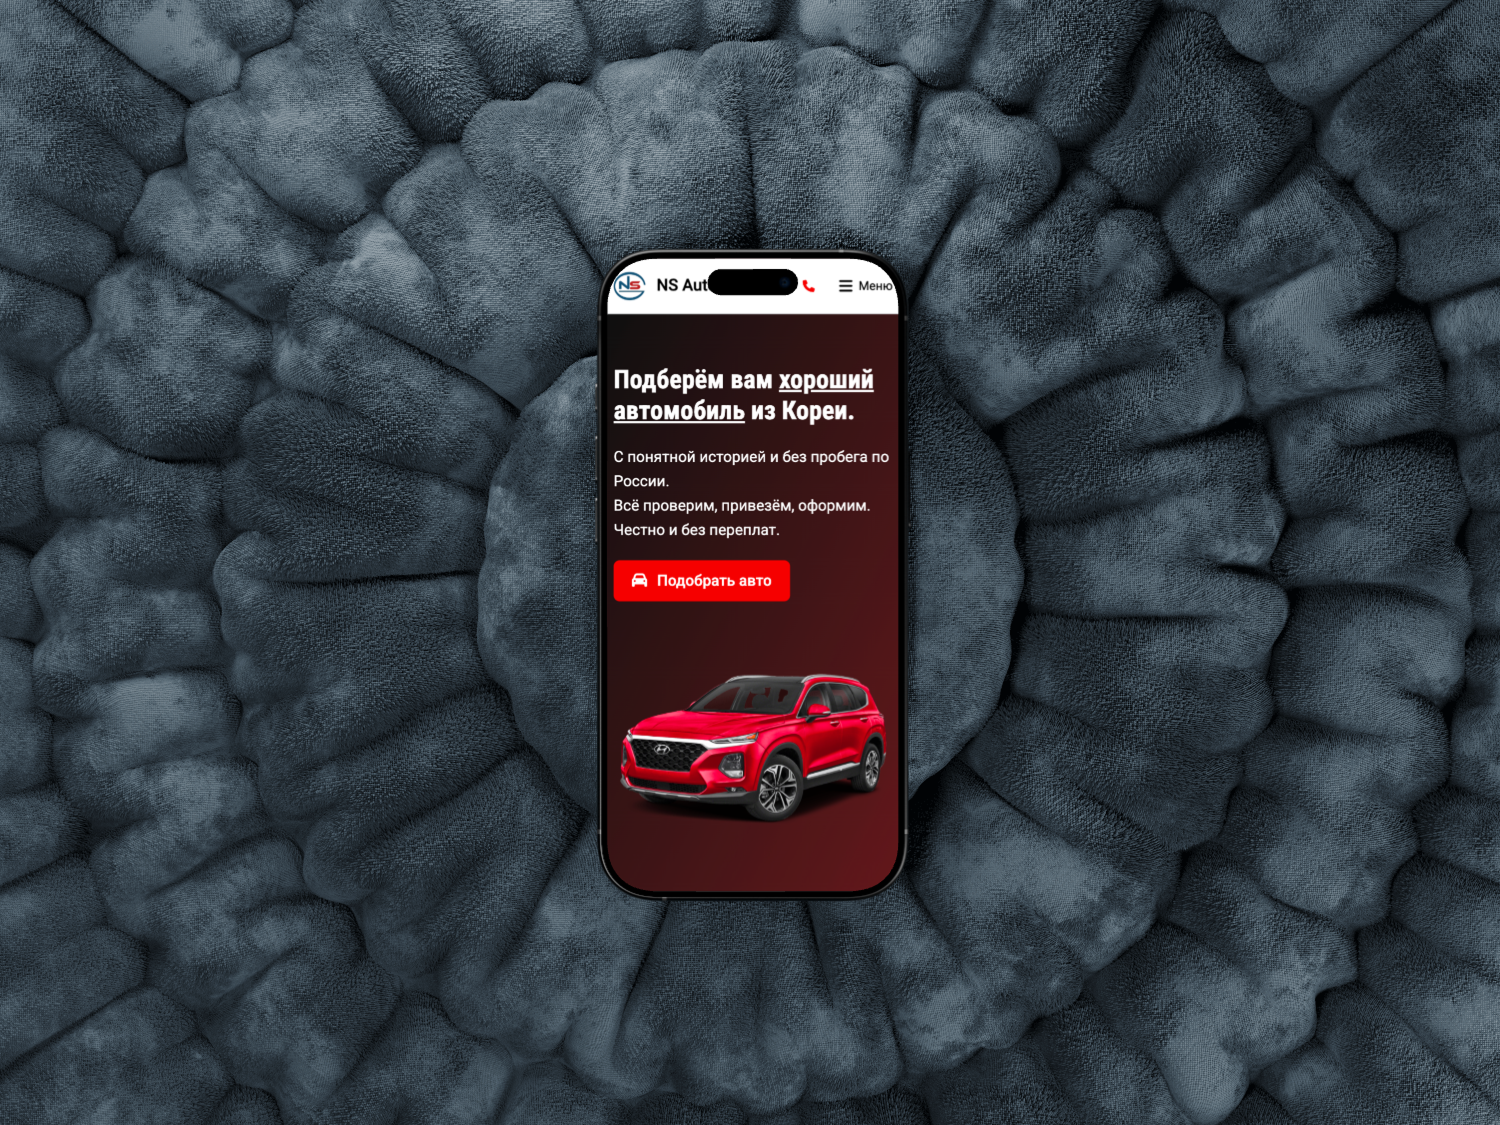 NS
NS Aut
Меню
Подберём вам хороший
автомобиль из Кореи.
С понятной историей и без пробега по
России.
Всё проверим, привезём, оформим.
Честно и без переплат.
Подобрать авто